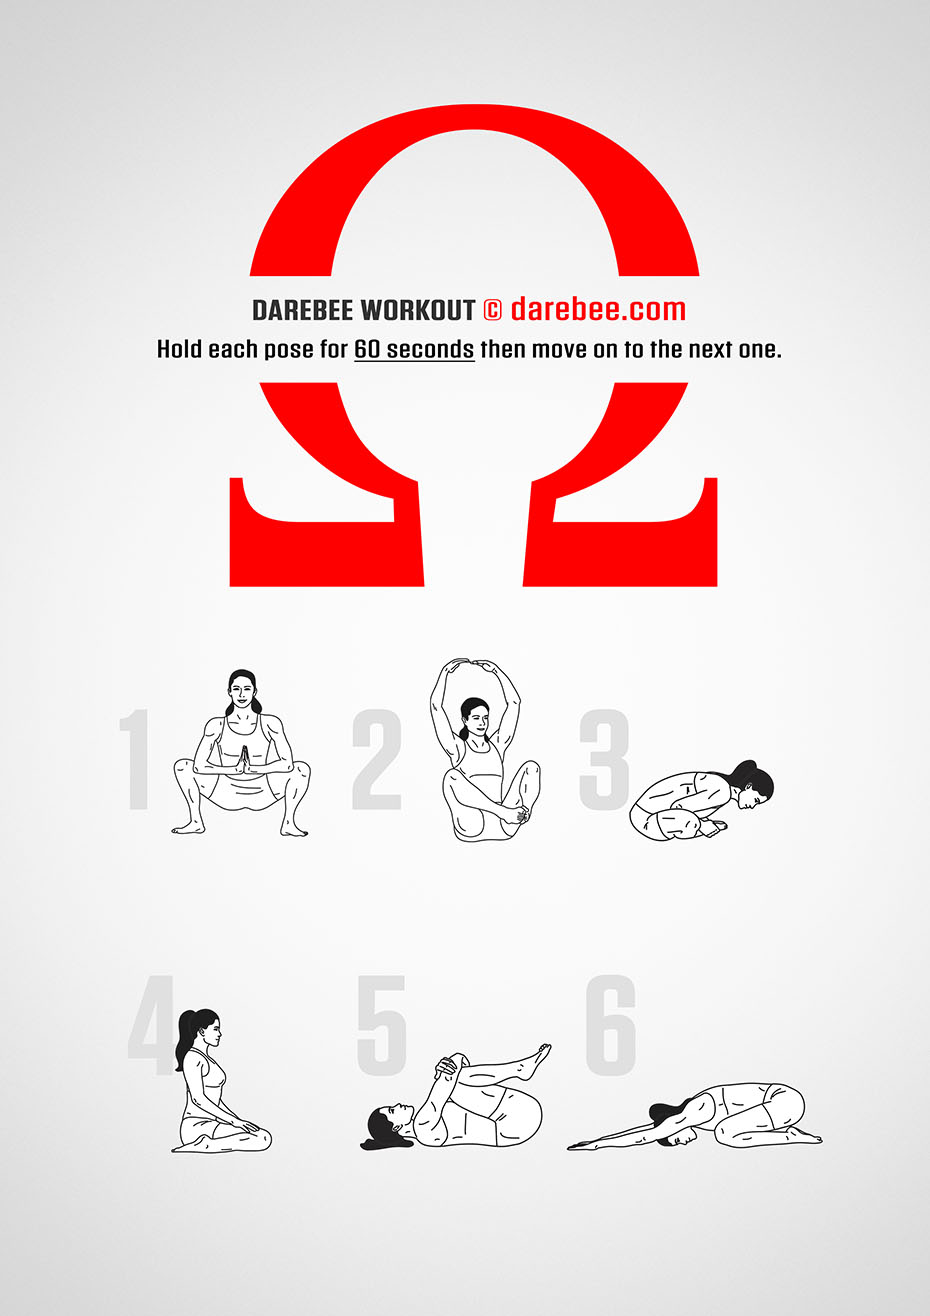 Ω
DAREBEE WORKOUT © darebee.com
Hold each pose for 60 seconds then move on to the next one.
1
2
3
4
5
6